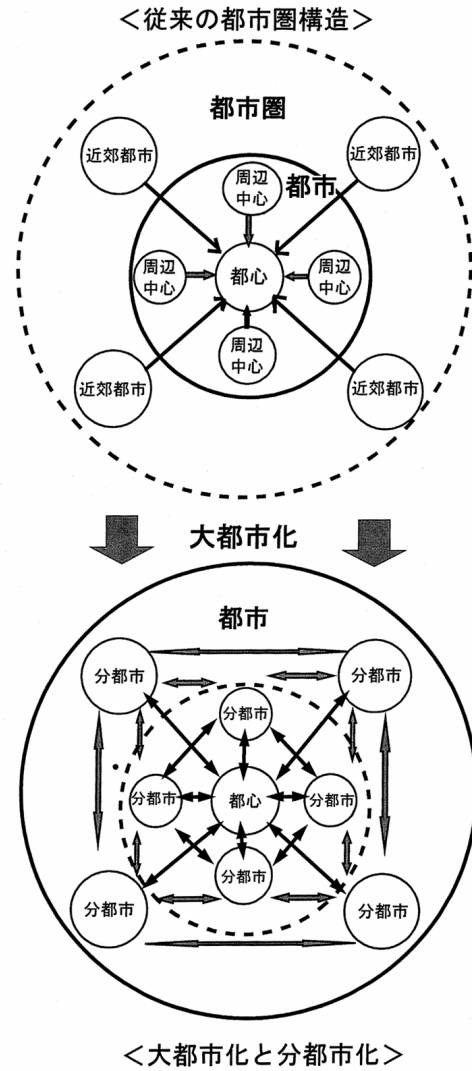 ＜従来の都市圏構造＞
都市圏
近郊都市
近郊都市
周辺
中心
都市
周辺
中心
都心
周辺
中心
周辺
中心
近郊都市
近郊都市
大都市化
都市
分都市
分都市
分都市
分都市
都心
分都市
分都市
分都市
分都市
＜大都市化と分都市化＞